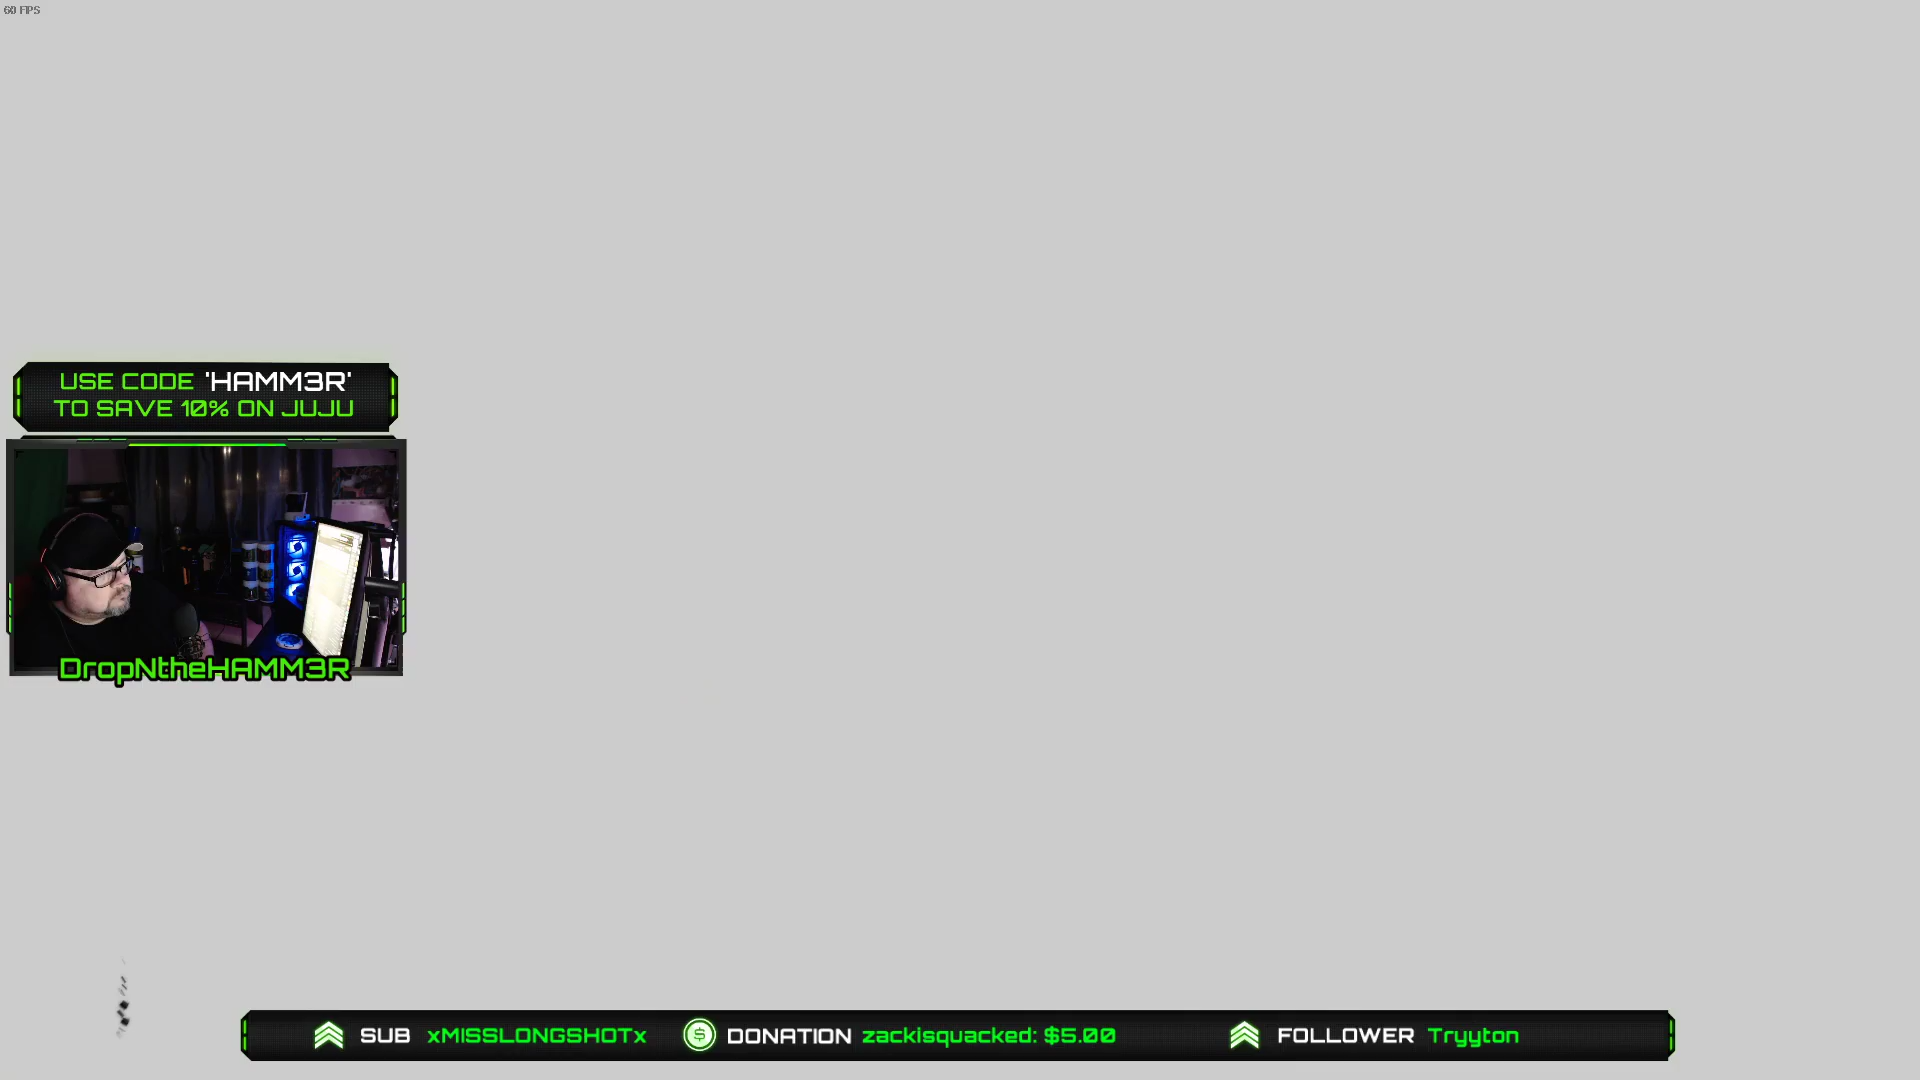 60 FPS
USE CODE 'HAMM3R'
TO SAVE 10% ON JUJU
DropNtheHAMM3R
SUB xMISSLONGSHOTx DONATION zackisquacked: $5.00 FOLLOWER Tryyton